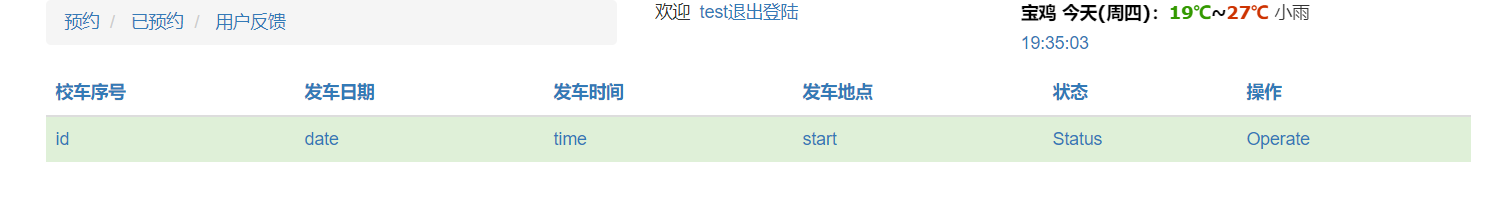 预约 / 已预约 / 用户反馈
欢迎 test退出登陆
宝鸡 今天(周四)：19℃~27℃ 小雨
19:35:03
校车序号 发车日期 发车时间 发车地点 状态 操作
id date time start Status Operate